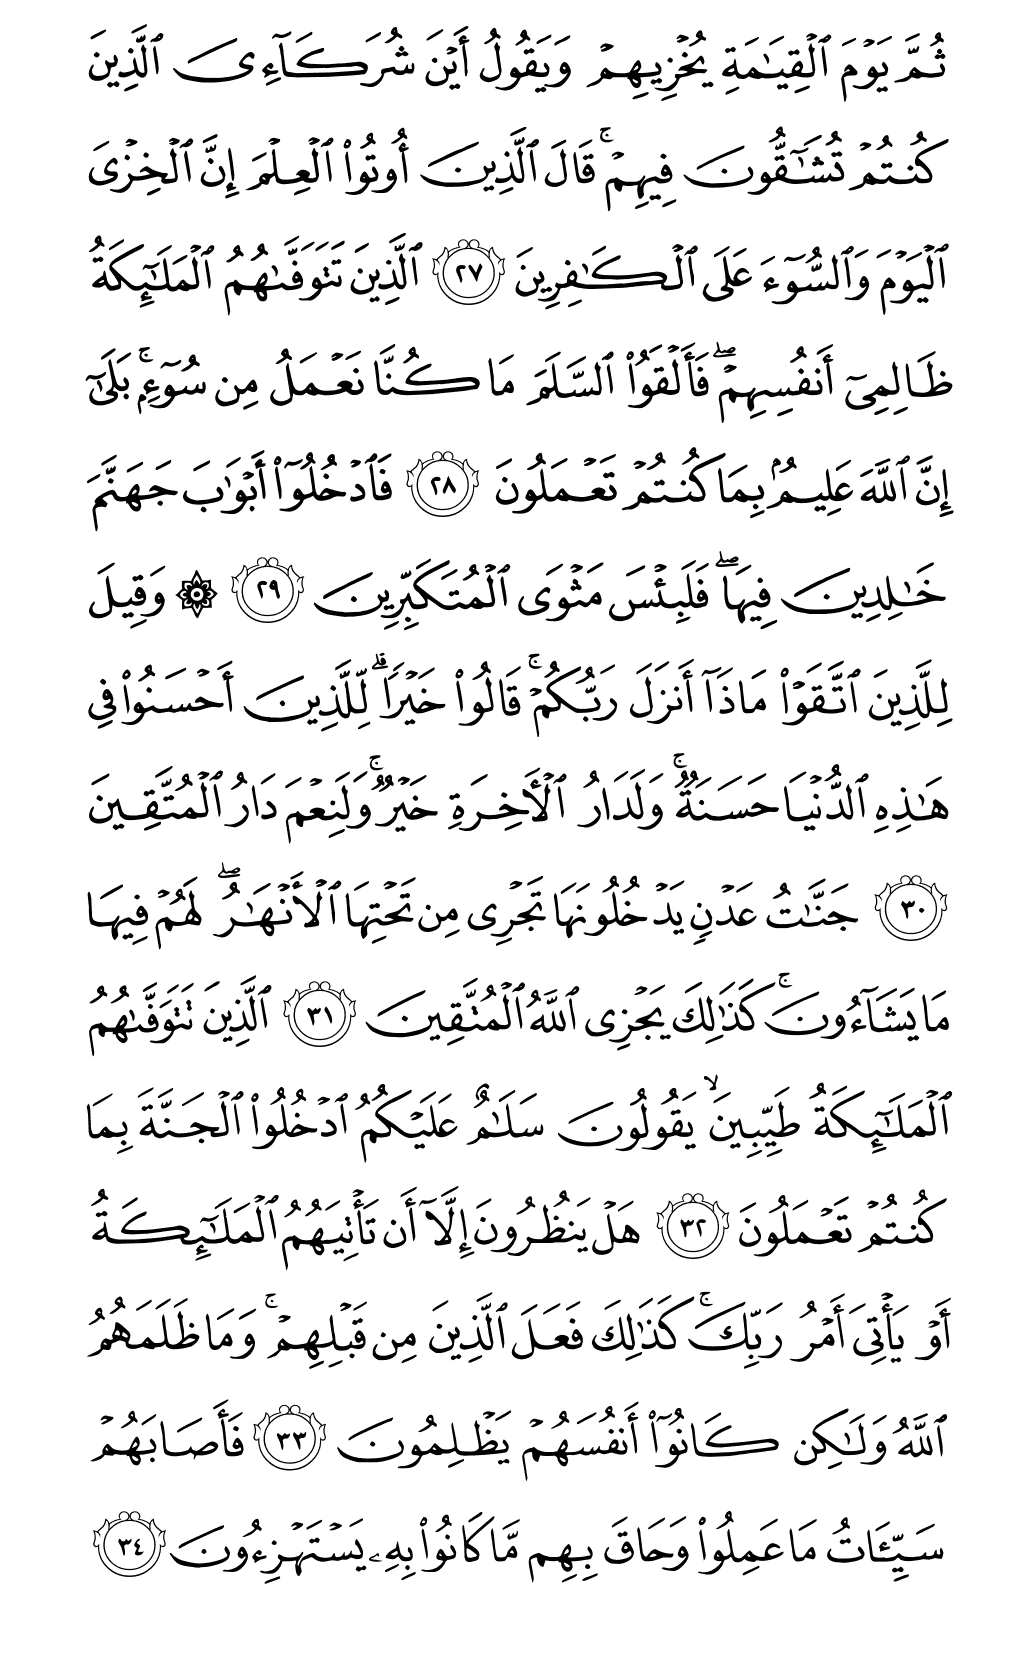 ثُمَّ يَوْمَ ٱلْقِيَـٰمَةِ يُخْزِيهِمْ وَيَقُولُ أَيْنَ شُرَكَآءِىَ ٱلَّذِينَ
كُنتُمْ تُشَـٰٓقُّونَ فِيهِمْ ۚ قَالَ ٱلَّذِينَ أُوتُوا۟ ٱلْعِلْمَ إِنَّ ٱلْخِزْىَ
ٱلْيَوْمَ وَٱلسُّوٓءَ عَلَى ٱلْكَـٰفِرِينَ ٢٧ ٱلَّذِينَ تَتَوَفَّىٰهُمُ ٱلْمَلَـٰٓئِكَةُ
ظَالِمِىٓ أَنفُسِهِمْ ۖ فَأَلْقَوُا۟ ٱلسَّلَمَ مَا كُنَّا نَعْمَلُ مِن سُوٓءٍۭ ۚ بَلَىٰٓ
إِنَّ ٱللَّهَ عَلِيمٌۢ بِمَا كُنتُمْ تَعْمَلُونَ ٢٨ فَٱدْخُلُوٓا۟ أَبْوَٰبَ جَهَنَّمَ
خَـٰلِدِينَ فِيهَا ۖ فَلَبِئْسَ مَثْوَى ٱلْمُتَكَبِّرِينَ ٢٩ ۞ وَقِيلَ
لِلَّذِينَ ٱتَّقَوْا۟ مَاذَآ أَنزَلَ رَبُّكُمْ ۚ قَالُوا۟ خَيْرًا ۗ لِّلَّذِينَ أَحْسَنُوا۟ فِى
هَـٰذِهِ ٱلدُّنْيَا حَسَنَةٌ ۚ وَلَدَارُ ٱلْـَٔاخِرَةِ خَيْرٌ ۚ وَلَنِعْمَ دَارُ ٱلْمُتَّقِينَ
٣٠ جَنَّـٰتُ عَدْنٍ يَدْخُلُونَهَا تَجْرِى مِن تَحْتِهَا ٱلْأَنْهَـٰرُ ۖ لَهُمْ فِيهَا
مَا يَشَآءُونَ ۚ كَذَٰلِكَ يَجْزِى ٱللَّهُ ٱلْمُتَّقِينَ ٣١ ٱلَّذِينَ تَتَوَفَّىٰهُمُ
ٱلْمَلَـٰٓئِكَةُ طَيِّبِينَ ۙ يَقُولُونَ سَلَـٰمٌ عَلَيْكُمُ ٱدْخُلُوا۟ ٱلْجَنَّةَ بِمَا
كُنتُمْ تَعْمَلُونَ ٣٢ هَلْ يَنظُرُونَ إِلَّآ أَن تَأْتِيَهُمُ ٱلْمَلَـٰٓئِكَةُ
أَوْ يَأْتِىَ أَمْرُ رَبِّكَ ۚ كَذَٰلِكَ فَعَلَ ٱلَّذِينَ مِن قَبْلِهِمْ ۚ وَمَا ظَلَمَهُمُ
ٱللَّهُ وَلَـٰكِن كَانُوٓا۟ أَنفُسَهُمْ يَظْلِمُونَ ٣٣ فَأَصَابَهُمْ
سَيِّـَٔاتُ مَا عَمِلُوا۟ وَحَاقَ بِهِم مَّا كَانُوا۟ بِهِۦ يَسْتَهْزِءُونَ ٣٤